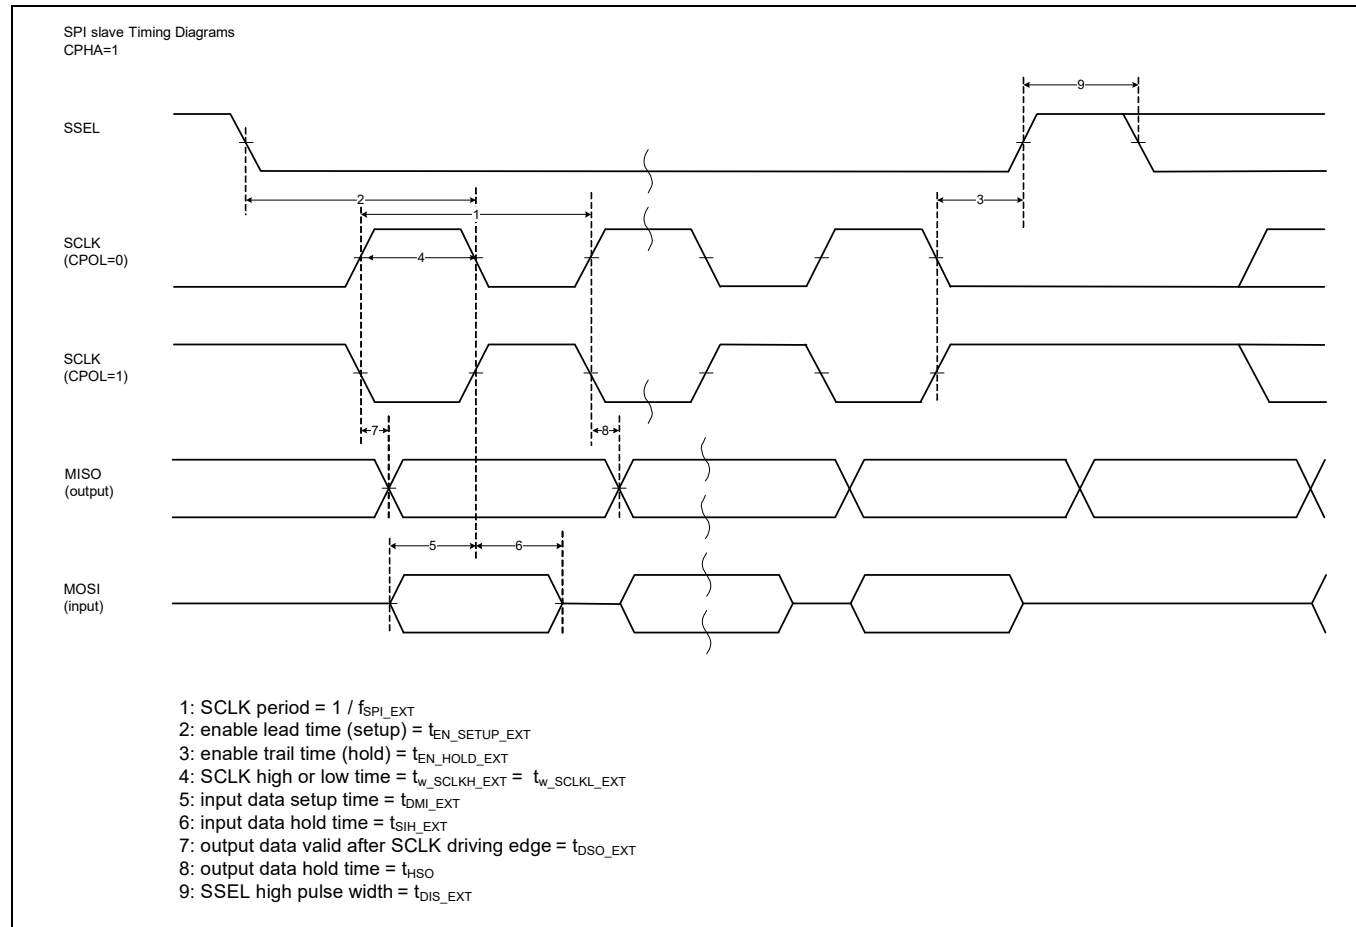 SPI slave Timing Diagrams
CPHA=1
9
SSEL
2
1
3
SCLK
(CPOL=0)
4
SCLK
(CPOL=1)
7
8
MISO
(output)
5
6
MOSI
(input)
1: SCLK period = 1 / fSPI_EXT
2: enable lead time (setup) = tEN_SETUP_EXT
3: enable trail time (hold) = tEN_HOLD_EXT
4: SCLK high or low time = tw_SCLKH_EXT = tw_SCLKL_EXT
5: input data setup time = tDMI_EXT
6: input data hold time = tSIH_EXT
7: output data valid after SCLK driving edge = tDSO_EXT
8: output data hold time = tHSO
9: SSEL high pulse width = tDIS_EXT